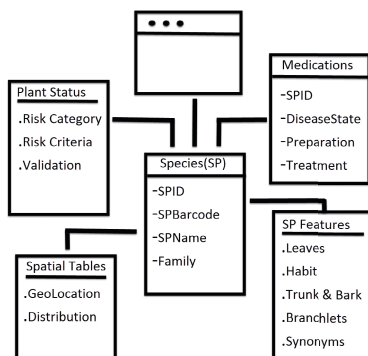 Plant Status
.Risk Category
.Risk Criteria
.Validation
Medications
-SPID
-DiseaseState
-Preparation
-Treatment
Species(SP)
-SPID
-SPBarcode
-SPName
-Family
Spatial Tables
.GeoLocation
.Distribution
SP Features
.Leaves
.Habit
.Trunk & Bark
.Branchlets
.Synonyms